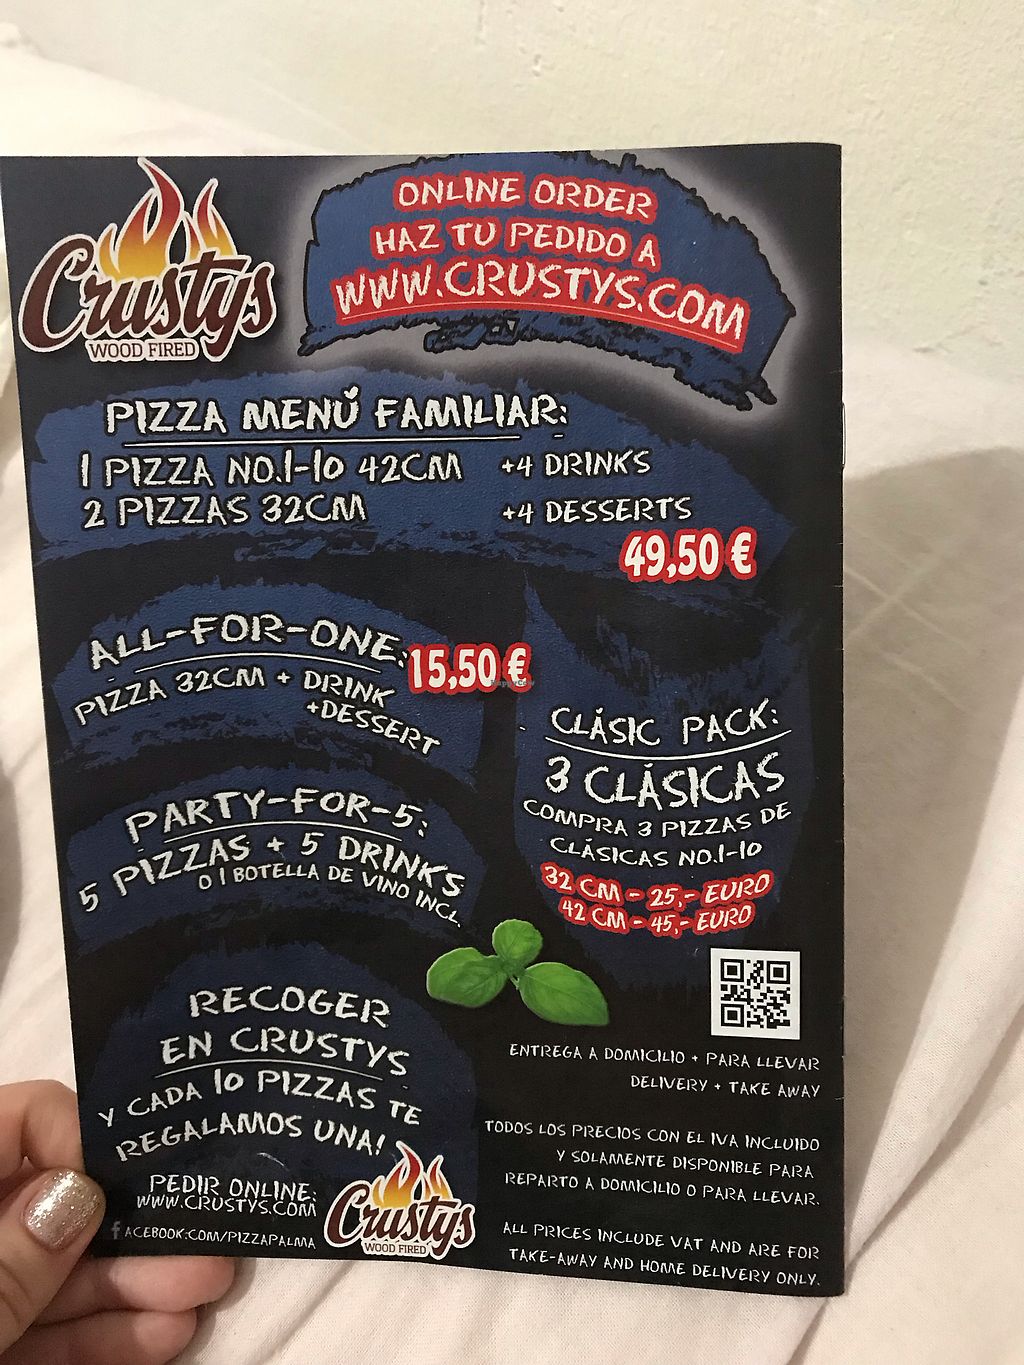 Crustys
WOOD FIRED
ONLINE ORDER
HAZ TU PEDIDO A
WWW.CRUSTYS.COM
PIZZA MENÚ FAMILIAR:
1 PIZZA NO.1-10 42CM +4 DRINKS
2 PIZZAS 32CM +4 DESSERTS
49,50 €
ALL-FOR-ONE: 15,50 €
PIZZA 32CM + DRINK
+DESSERT
CLÁSIC PACK:
3 CLÁSICAS
COMPRA 3 PIZZAS DE
CLÁSICAS NO.1-10
32 CM - 25,- EURO
42 CM - 45,- EURO
PARTY-FOR-5:
5 PIZZAS + 5 DRINKS
O 1 BOTELLA DE VINO INCL.
RECOGER
EN CRUSTYS
Y CADA 10 PIZZAS TE
REGALAMOS UNA!
PEDIR ONLINE:
WWW.CRUSTYS.COM
fACEBOOK:COM/PIZZAPALMA
Crustys
WOOD FIRED
ENTREGA A DOMICILIO + PARA LLEVAR
DELIVERY + TAKE AWAY
TODOS LOS PRECIOS CON EL IVA INCLUIDO
Y SOLAMENTE DISPONIBLE PARA
REPARTO A DOMICILIO O PARA LLEVAR.
ALL PRICES INCLUDE VAT AND ARE FOR
TAKE-AWAY AND HOME DELIVERY ONLY.